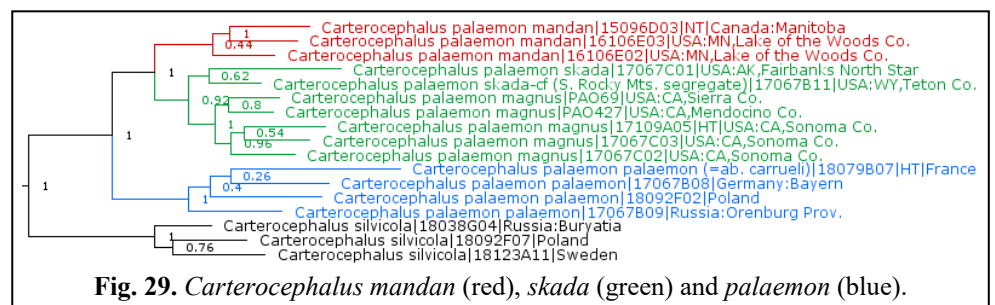 Carterocephalus palaemon mandan|15096D03|NT|Canada:Manitoba
1
Carterocephalus palaemon mandan|16106E03|USA:MN,Lake of the Woods Co.
0.44
Carterocephalus palaemon mandan|16106E02|USA:MN,Lake of the Woods Co.
1
Carterocephalus palaemon skada|17067C01|USA:AK,Fairbanks North Star
0.62
Carterocephalus palaemon skada-cf (S. Rocky Mts. segregate)|17067B11|USA:WY,Teton Co.
0.92
Carterocephalus palaemon magnus|PAO69|USA:CA,Sierra Co.
0.8
Carterocephalus palaemon magnus|PAO427|USA:CA,Mendocino Co.
1
Carterocephalus palaemon magnus|17109A05|HT|USA:CA,Sonoma Co.
0.54
1
Carterocephalus palaemon magnus|17067C03|USA:CA,Sonoma Co.
0.96
Carterocephalus palaemon magnus|17067C02|USA:CA,Sonoma Co.
Carterocephalus palaemon palaemon (=ab. carrueli)|18079B07|HT|France
0.26
Carterocephalus palaemon palaemon|17067B08|Germany:Bayern
0.4
1
Carterocephalus palaemon palaemon|18092F02|Poland
1
Carterocephalus palaemon palaemon|17067B09|Russia:Orenburg Prov.
Carterocephalus silvicola|18038G04|Russia:Buryatia
1
Carterocephalus silvicola|18092F07|Poland
0.76
Carterocephalus silvicola|18123A11|Sweden
Fig. 29. Carterocephalus mandan (red), skada (green) and palaemon (blue).